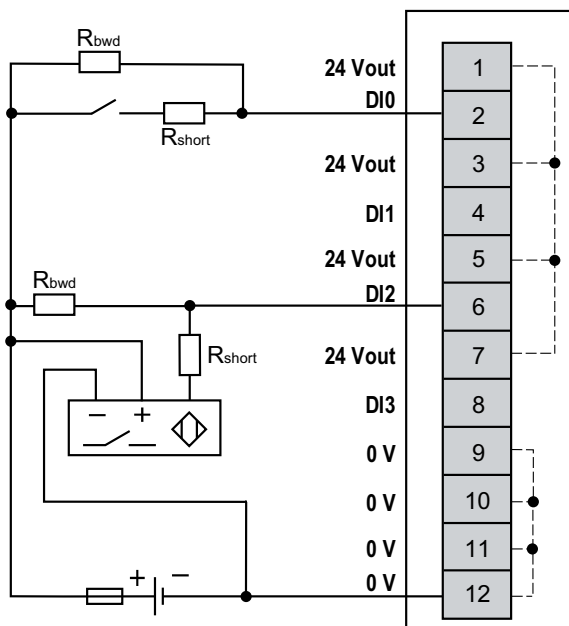 Rbwd
24 Vout 1
DI0 2
Rshort
24 Vout 3
DI1 4
24 Vout 5
Rbwd
DI2 6
Rshort
24 Vout 7
− +
DI3 8
0 V 9
0 V 10
0 V 11
+ −
0 V 12